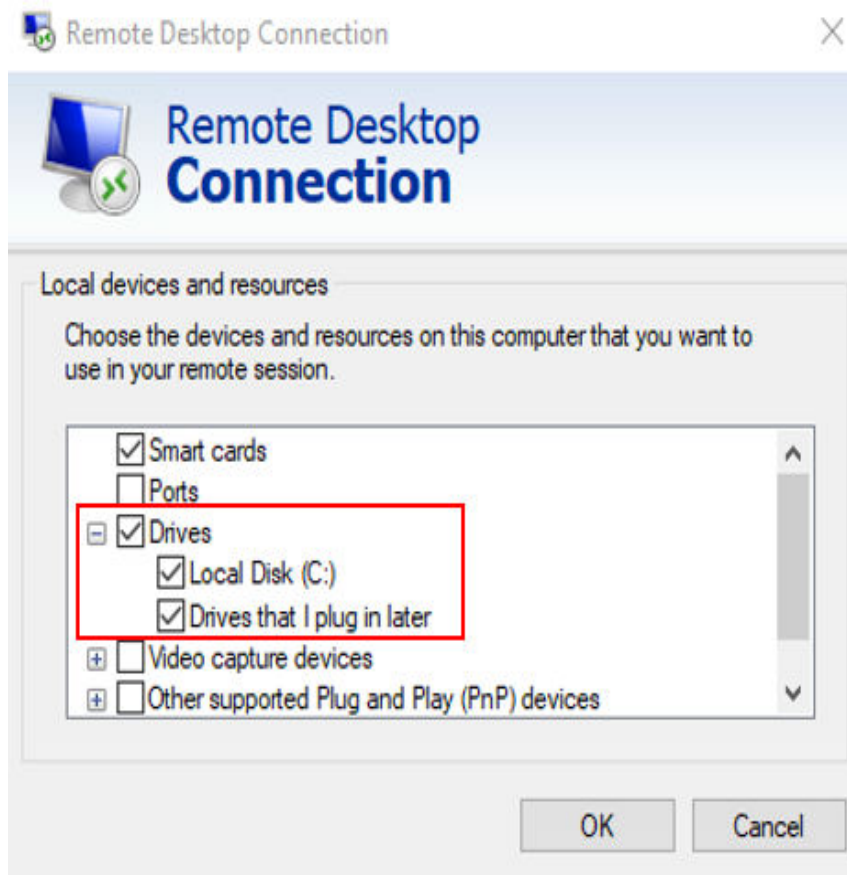 Remote Desktop Connection
Remote Desktop
Connection
Local devices and resources
Choose the devices and resources on this computer that you want to
use in your remote session.
Smart cards
Ports
Drives
Local Disk (C:)
Drives that I plug in later
Video capture devices
Other supported Plug and Play (PnP) devices
OK Cancel